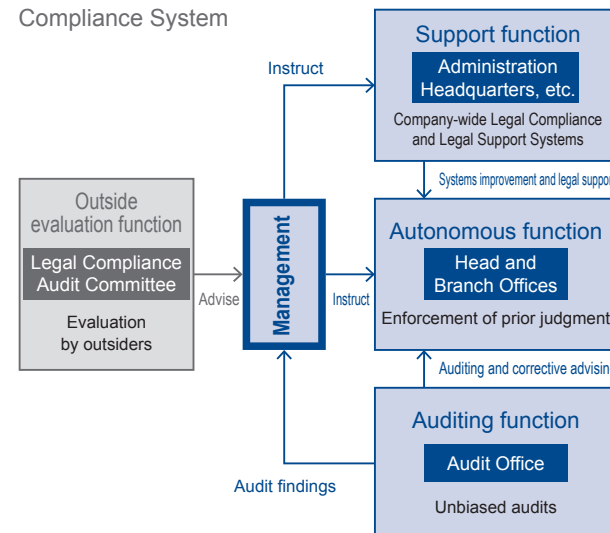 Compliance System
Support function
Administration
Headquarters, etc.
Company-wide Legal Compliance
and Legal Support Systems
Instruct
Systems improvement and legal support
Outside
evaluation function
Legal Compliance
Audit Committee
Evaluation
by outsiders
Advise
Management
Instruct
Autonomous function
Head and
Branch Offices
Enforcement of prior judgment
Auditing and corrective advisin
Auditing function
Audit Office
Unbiased audits
Audit findings